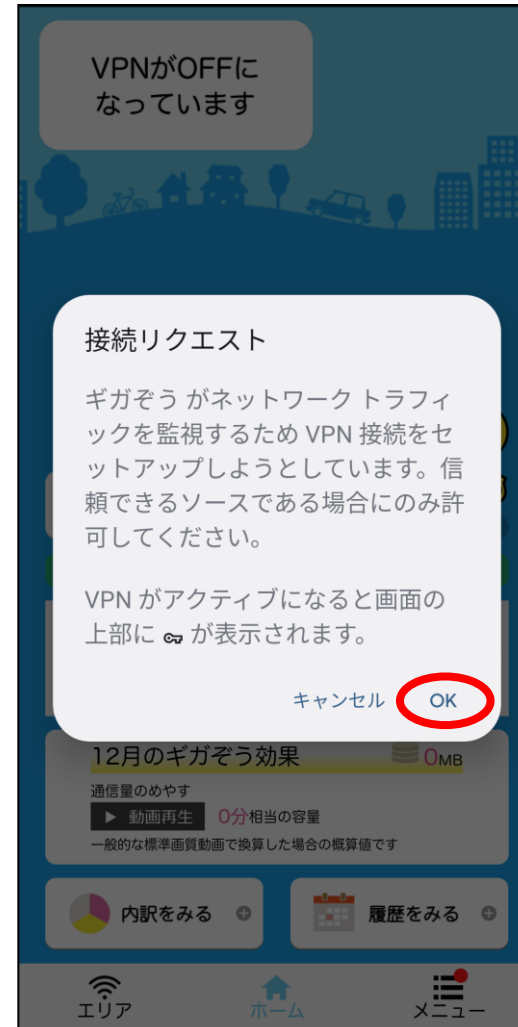 VPNがOFFに
なっています
接続リクエスト
ギガぞう がネットワーク トラフィ
ックを監視するため VPN 接続をセ
ットアップしようとしています。信
頼できるソースである場合にのみ許
可してください。
VPN がアクティブになると画面の
上部に が表示されます。
キャンセル OK
12月のギガぞう効果 0MB
通信量のめやす
動画再生 0分相当の容量
一般的な標準画質動画で換算した場合の概算値です
内訳をみる 履歴をみる
エリア ホーム メニュー